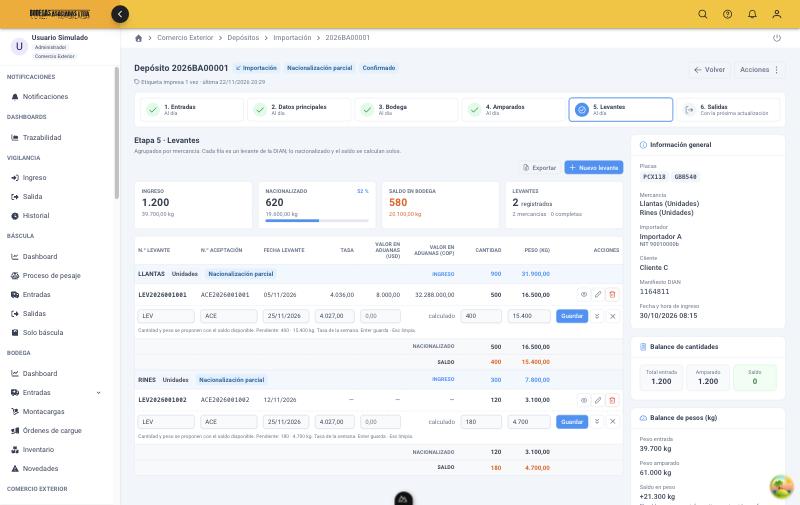 BODEGAS ASOCIADAS LTDA.
U
Usuario Simulado
Administrador
Comercio Exterior
NOTIFICACIONES
Notificaciones
DASHBOARDS
Trazabilidad
VIGILANCIA
Ingreso
Salida
Historial
BÁSCULA
Dashboard
Proceso de pesaje
Entradas
Salidas
Solo báscula
BODEGA
Dashboard
Entradas
Montacargas
Órdenes de cargue
Inventario
Novedades
COMERCIO EXTERIOR
Comercio Exterior > Depósitos > Importación > 2026BA00001
Depósito 2026BA00001 Importación Nacionalización parcial Confirmado
Etiqueta impresa 1 vez · última 22/11/2026 20:29
Volver
Acciones
1. Entradas
Al día
2. Datos principales
Al día
3. Bodega
Al día
4. Amparados
Al día
5. Levantes
Al día
6. Salidas
Con la próxima actualización
Etapa 5 · Levantes
Agrupados por mercancía. Cada fila es un levante de la DIAN; lo nacionalizado y el saldo se calculan solos.
Exportar
+ Nuevo levante
INGRESO
1.200
39.700,00 kg
NACIONALIZADO 52 %
620
19.600,00 kg
SALDO EN BODEGA
580
20.100,00 kg
LEVANTES
2 registrados
2 mercancías · 0 completas
N.° LEVANTE N.° ACEPTACIÓN FECHA LEVANTE TASA VALOR EN ADUANAS (USD) VALOR EN ADUANAS (COP) CANTIDAD PESO (KG) ACCIONES
LLANTAS Unidades Nacionalización parcial INGRESO 900 31.900,00
LEV2026001001 ACE2026001001 05/11/2026 4.036,00 8.000,00 32.288.000,00 500 16.500,00
LEV ACE 25/11/2026 4.027,00 0,00 calculado 400 15.400 Guardar
Cantidad y peso se proponen con el saldo disponible. Pendiente: 400 · 15.400 kg. Tasa de la semana. Enter guarda · Esc limpia.
NACIONALIZADO 500 16.500,00
SALDO 400 15.400,00
RINES Unidades Nacionalización parcial INGRESO 300 7.800,00
LEV2026001002 ACE2026001002 12/11/2026 — — — 120 3.100,00
LEV ACE 25/11/2026 4.027,00 0,00 calculado 180 4.700 Guardar
Cantidad y peso se proponen con el saldo disponible. Pendiente: 180 · 4.700 kg. Tasa de la semana. Enter guarda · Esc limpia.
NACIONALIZADO 120 3.100,00
SALDO 180 4.700,00
Información general
Placas
PCX118 GBB540
Mercancía
Llantas (Unidades)
Rines (Unidades)
Importador
Importador A
Cliente
Cliente C
Manifiesto DIAN
1164811
Fecha y hora de ingreso
30/10/2026 08:15
Balance de cantidades
Total entrada
1.200
Amparado
1.200
Saldo
0
Balance de pesos (kg)
Peso entrada
39.700 kg
Peso amparado
61.000 kg
Saldo en peso
+21.300 kg